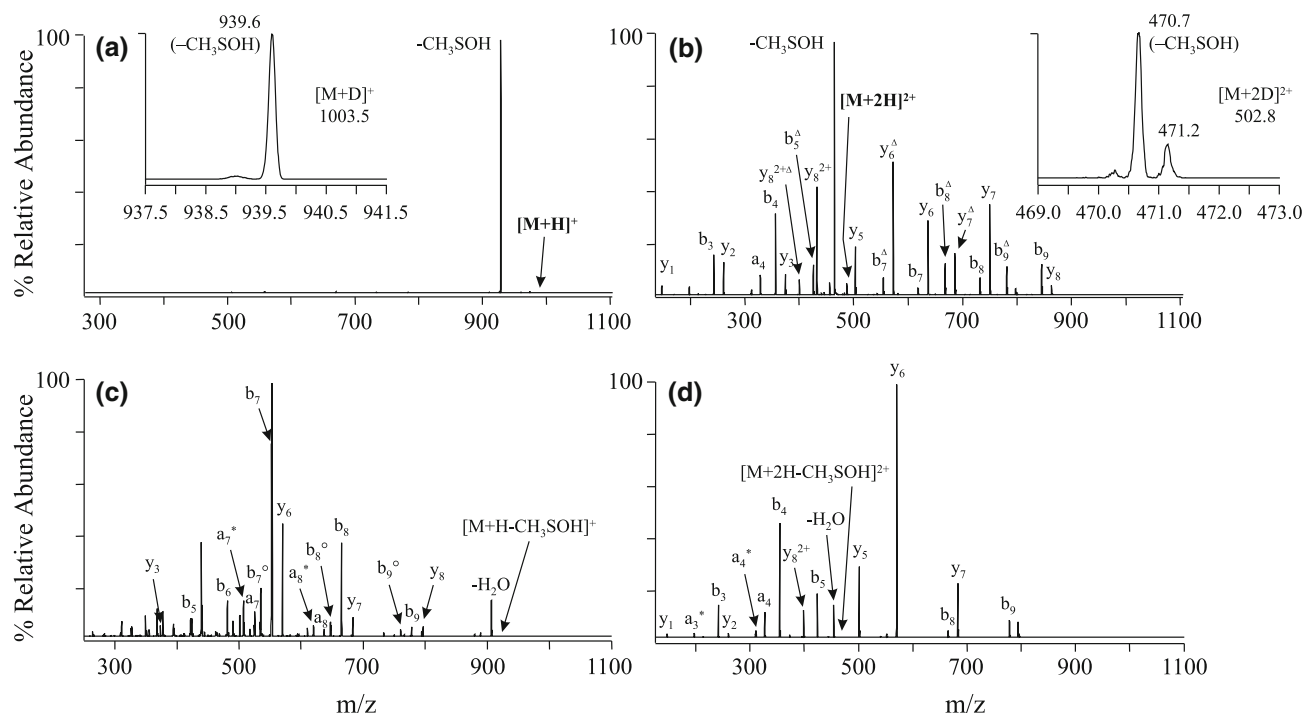 (a)
100
939.6
(–CH₃SOH)
[M+D]⁺
1003.5
-CH₃SOH
[M+H]⁺
937.5 938.5 939.5 940.5 941.5
% Relative Abundance
300 500 700 900 1100
(b)
100
-CH₃SOH
[M+2H]²⁺
470.7
(–CH₃SOH)
[M+2D]²⁺
502.8
471.2
469.0 470.0 471.0 472.0 473.0
y₁ b₃ y₂ a₄ b₄ y₃ y₈²⁺ᐞ b₅ᐞ y₈²⁺ y₅ b₇ᐞ y₆ᐞ b₇ y₆ b₈ᐞ y₇ᐞ b₈ y₇ b₉ᐞ b₉ y₈
300 500 700 900 1100
(c)
100
y₃ b₅ b₆ a₇* a₇ b₇° b₇ y₆ a₈* a₈ b₈° b₈ y₇ b₉° b₉ y₈ -H₂O
[M+H-CH₃SOH]⁺
% Relative Abundance
300 500 700 900 1100
m/z
(d)
100
[M+2H-CH₃SOH]²⁺
y₁ a₃* b₃ y₂ a₄* a₄ b₄ y₈²⁺ b₅ -H₂O y₅ y₆ b₈ y₇ b₉
300 500 700 900 1100
m/z